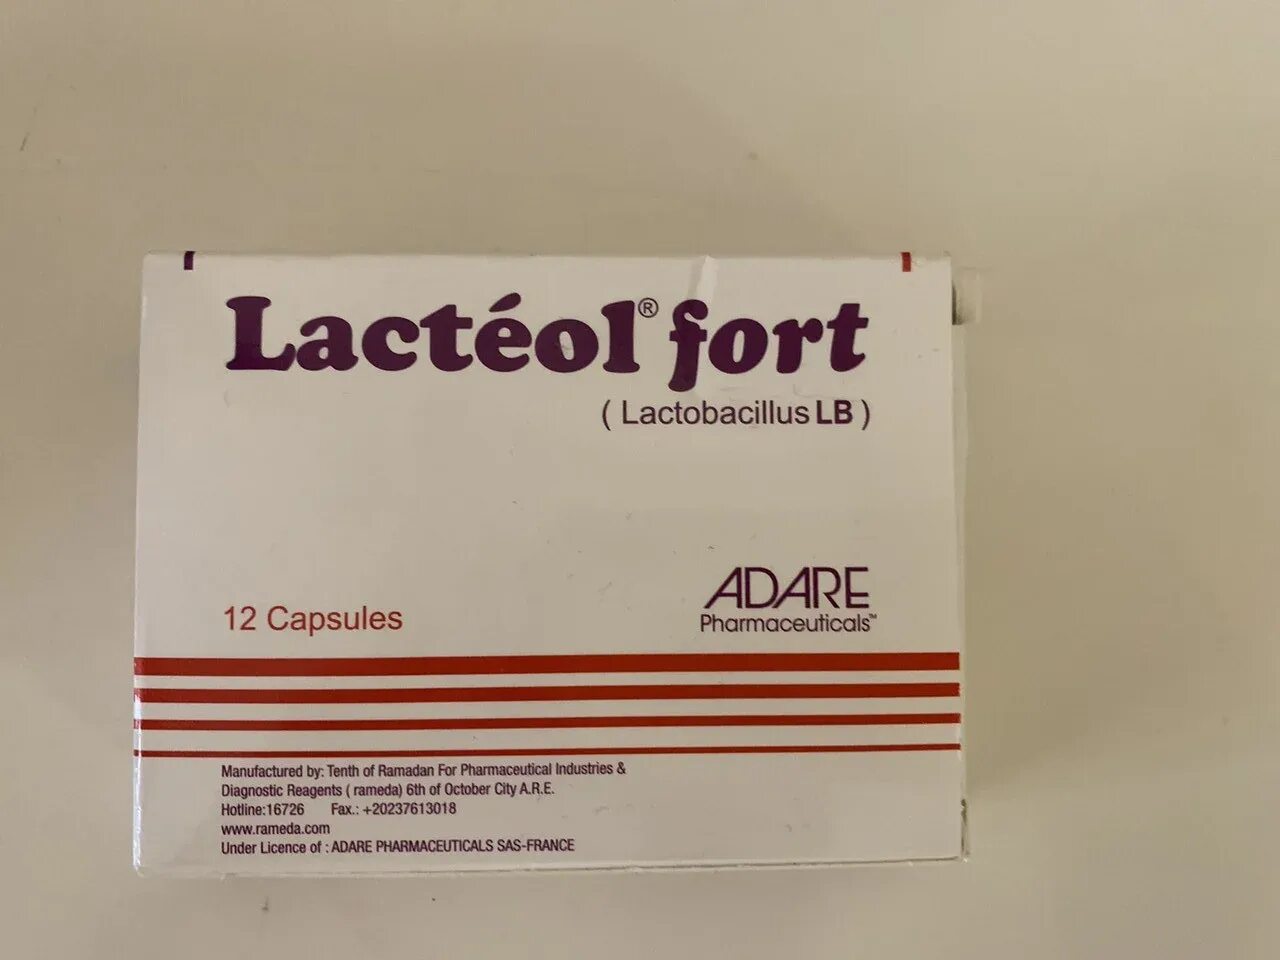 Lactéol® fort
( Lactobacillus LB )
12 Capsules
ADARE
Pharmaceuticals™
Manufactured by: Tenth of Ramadan For Pharmaceutical Industries &
Diagnostic Reagents ( rameda) 6th of October City A.R.E.
Hotline:16726 Fax.: +20237613018
www.rameda.com
Under Licence of : ADARE PHARMACEUTICALS SAS-FRANCE